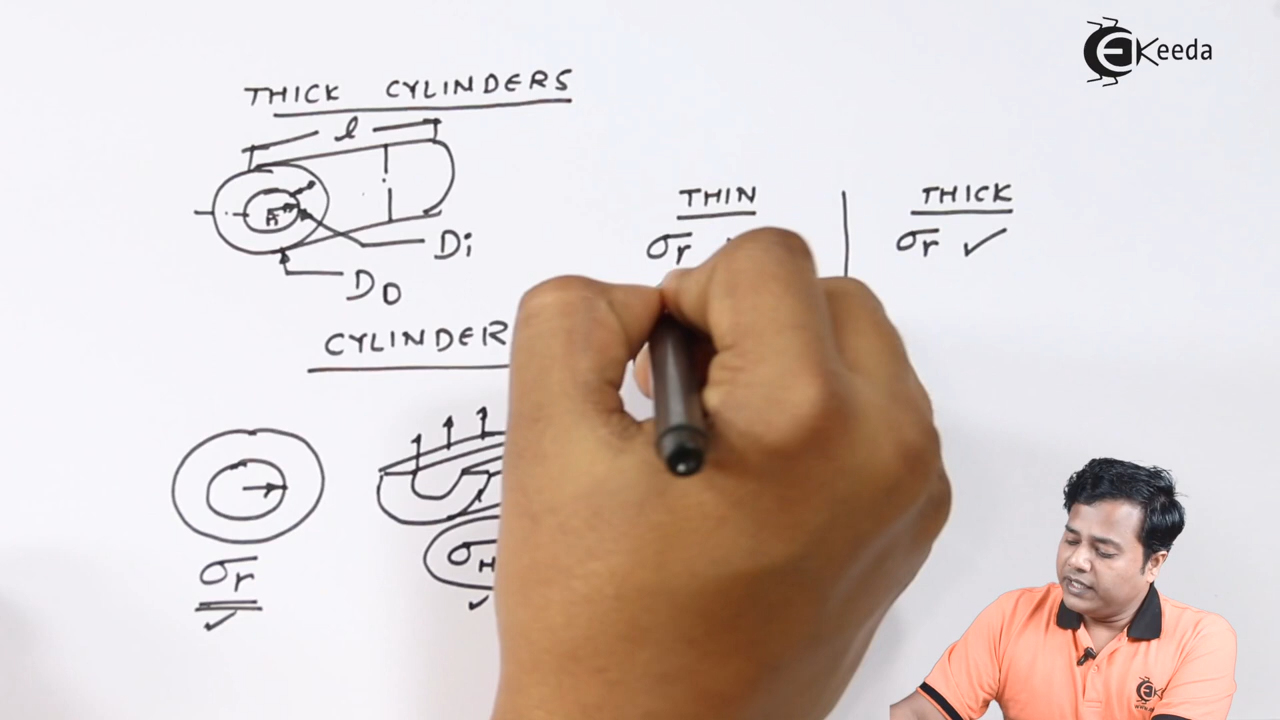 EKeeda
THICK CYLINDERS
l
Di
DO
THIN
THICK
σr
σr ✓
CYLINDER
σr
✓
σH
✓